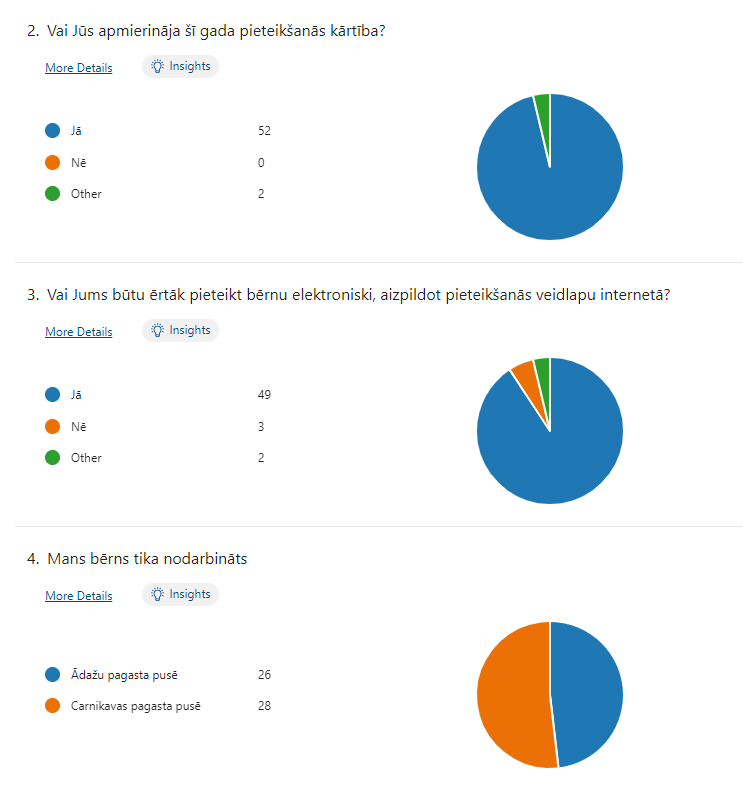 2. Vai Jūs apmierināja šī gada pieteikšanās kārtība?
More Details Insights
Jā 52
Nē 0
Other 2
3. Vai Jums būtu ērtāk pieteikt bērnu elektroniski, aizpildot pieteikšanās veidlapu internetā?
More Details Insights
Jā 49
Nē 3
Other 2
4. Mans bērns tika nodarbināts
More Details Insights
Ādažu pagasta pusē 26
Carnikavas pagasta pusē 28